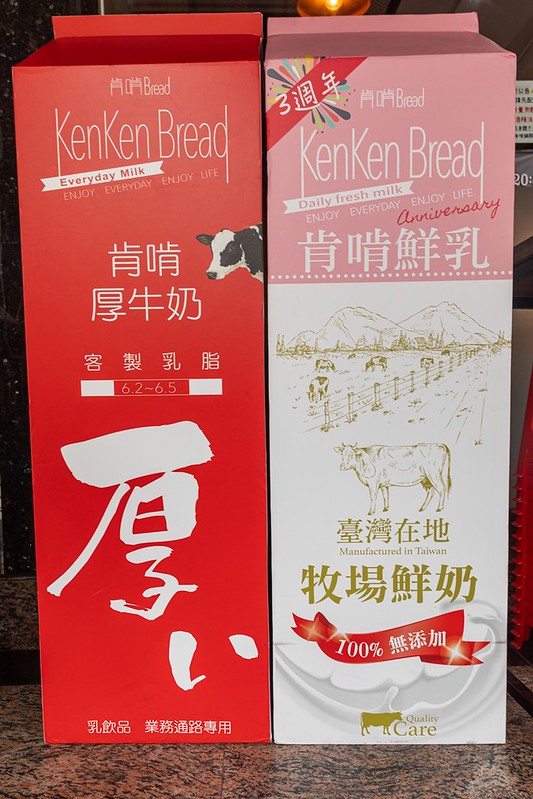 肯啃Bread
KenKen Bread
Everyday Milk
ENJOY EVERYDAY ENJOY LIFE
肯啃
厚牛奶
客製乳脂
6.2~6.5
厚い
乳飲品 業務通路專用
3週年
肯啃Bread
KenKen Bread
Daily fresh milk
ENJOY EVERYDAY ENJOY LIFE
Anniversary
肯啃鮮乳
臺灣在地
Manufactured in Taiwan
牧場鮮奶
100% 無添加
Quality
Care
20: